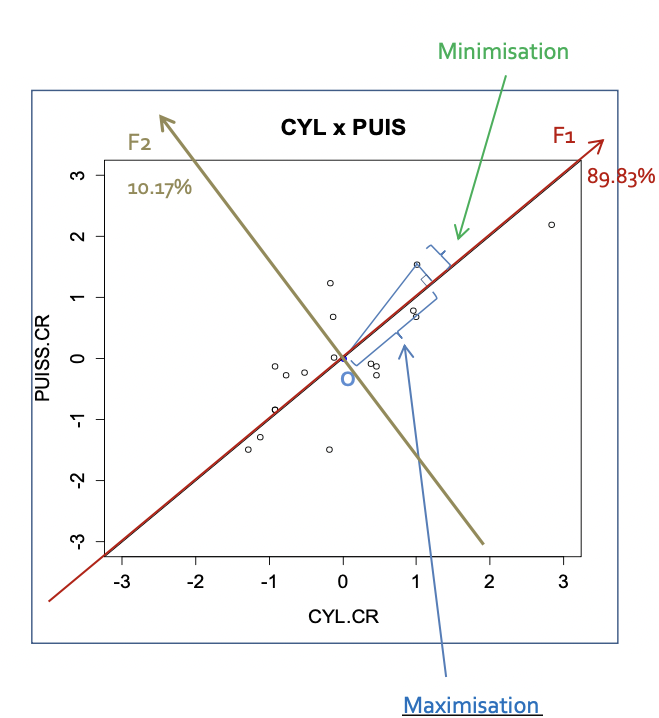 Minimisation
CYL x PUIS
F2
F1
10.17%
89.83%
3
2
1
0
-1
-2
-3
PUISS.CR
O
-3 -2 -1 0 1 2 3
CYL.CR
Maximisation